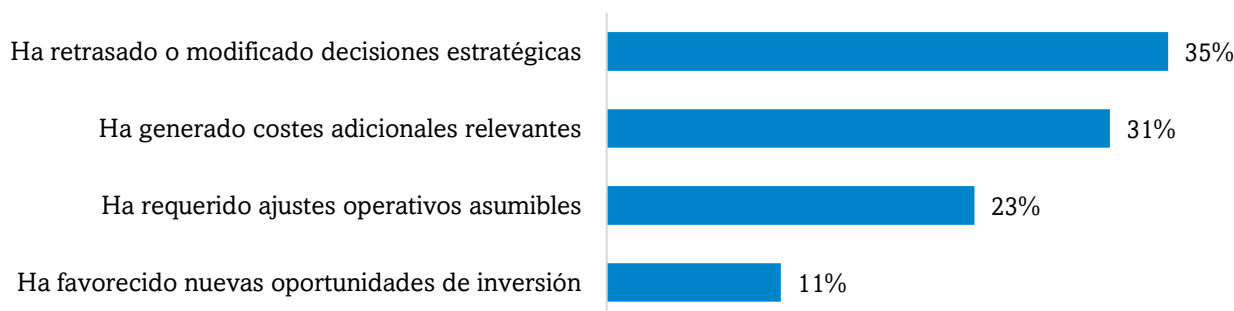 Ha retrasado o modificado decisiones estratégicas 35%
Ha generado costes adicionales relevantes 31%
Ha requerido ajustes operativos asumibles 23%
Ha favorecido nuevas oportunidades de inversión 11%